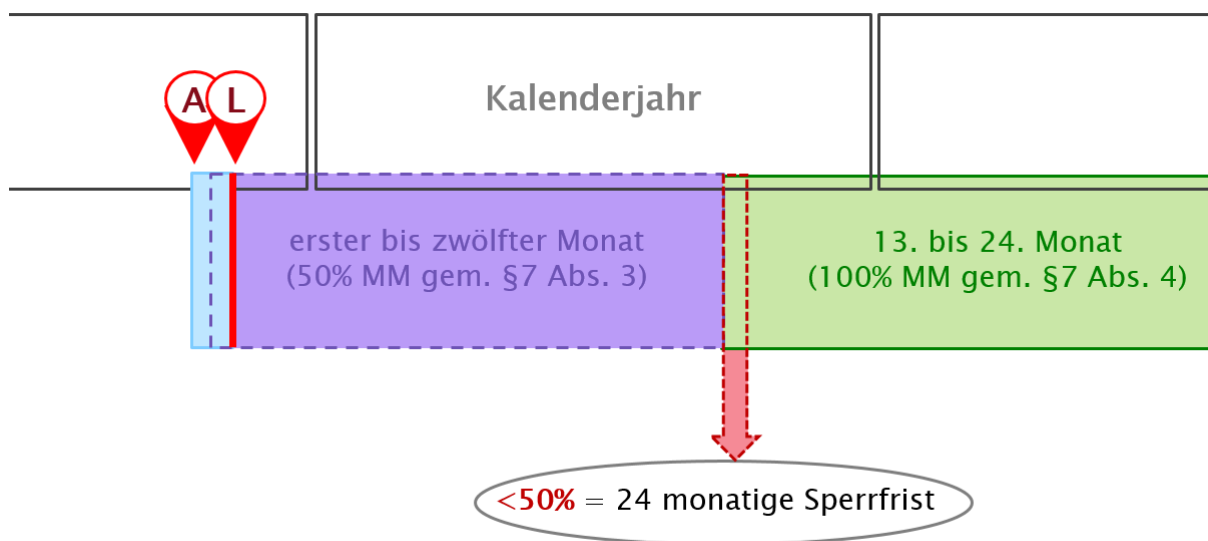 Kalenderjahr
A L
erster bis zwölfter Monat
(50% MM gem. §7 Abs. 3)
13. bis 24. Monat
(100% MM gem. §7 Abs. 4)
<50% = 24 monatige Sperrfrist